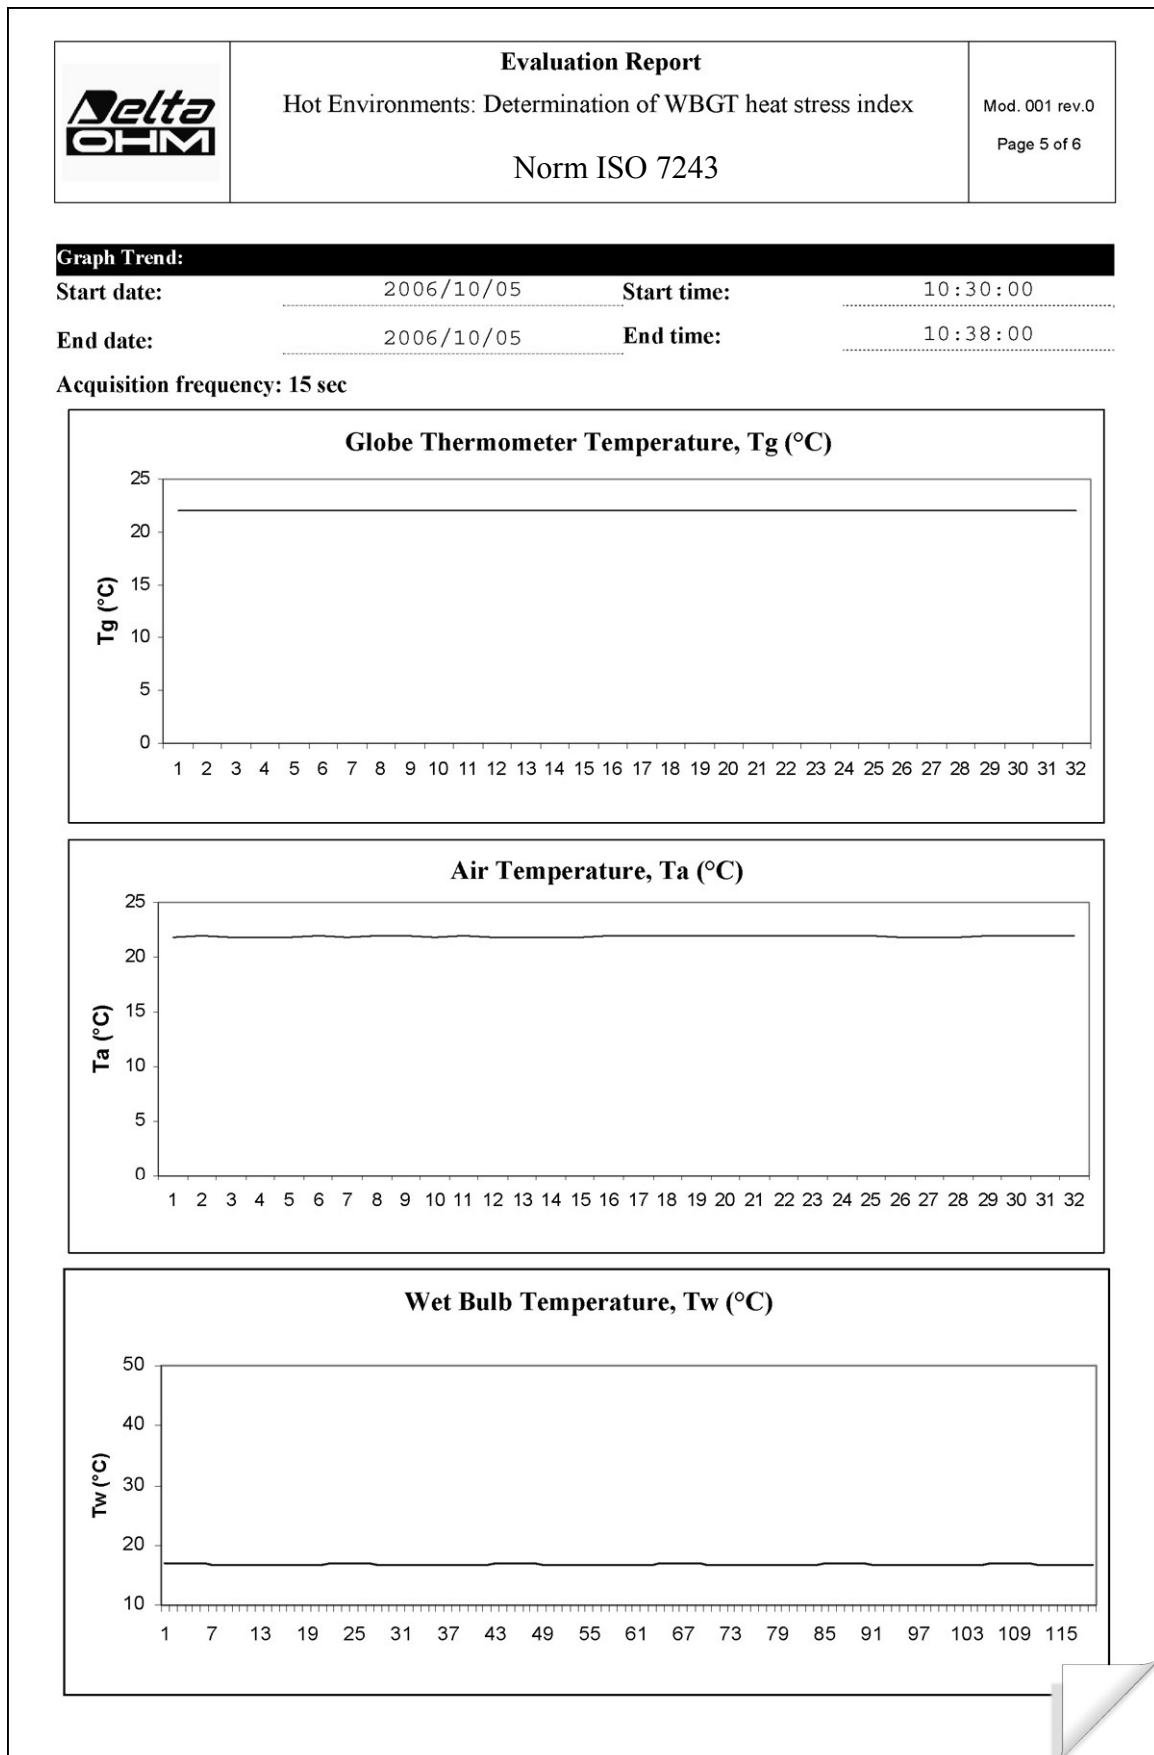 Delta
OHM
Evaluation Report
Hot Environments: Determination of WBGT heat stress index
Norm ISO 7243
Mod. 001 rev.0
Page 5 of 6
Graph Trend:
Start date: 2006/10/05 Start time: 10:30:00
End date: 2006/10/05 End time: 10:38:00
Acquisition frequency: 15 sec
Globe Thermometer Temperature, Tg (°C)
Tg (°C)
25
20
15
10
5
0
1 2 3 4 5 6 7 8 9 10 11 12 13 14 15 16 17 18 19 20 21 22 23 24 25 26 27 28 29 30 31 32
Air Temperature, Ta (°C)
Ta (°C)
25
20
15
10
5
0
1 2 3 4 5 6 7 8 9 10 11 12 13 14 15 16 17 18 19 20 21 22 23 24 25 26 27 28 29 30 31 32
Wet Bulb Temperature, Tw (°C)
Tw (°C)
50
40
30
20
10
1 7 13 19 25 31 37 43 49 55 61 67 73 79 85 91 97 103 109 115